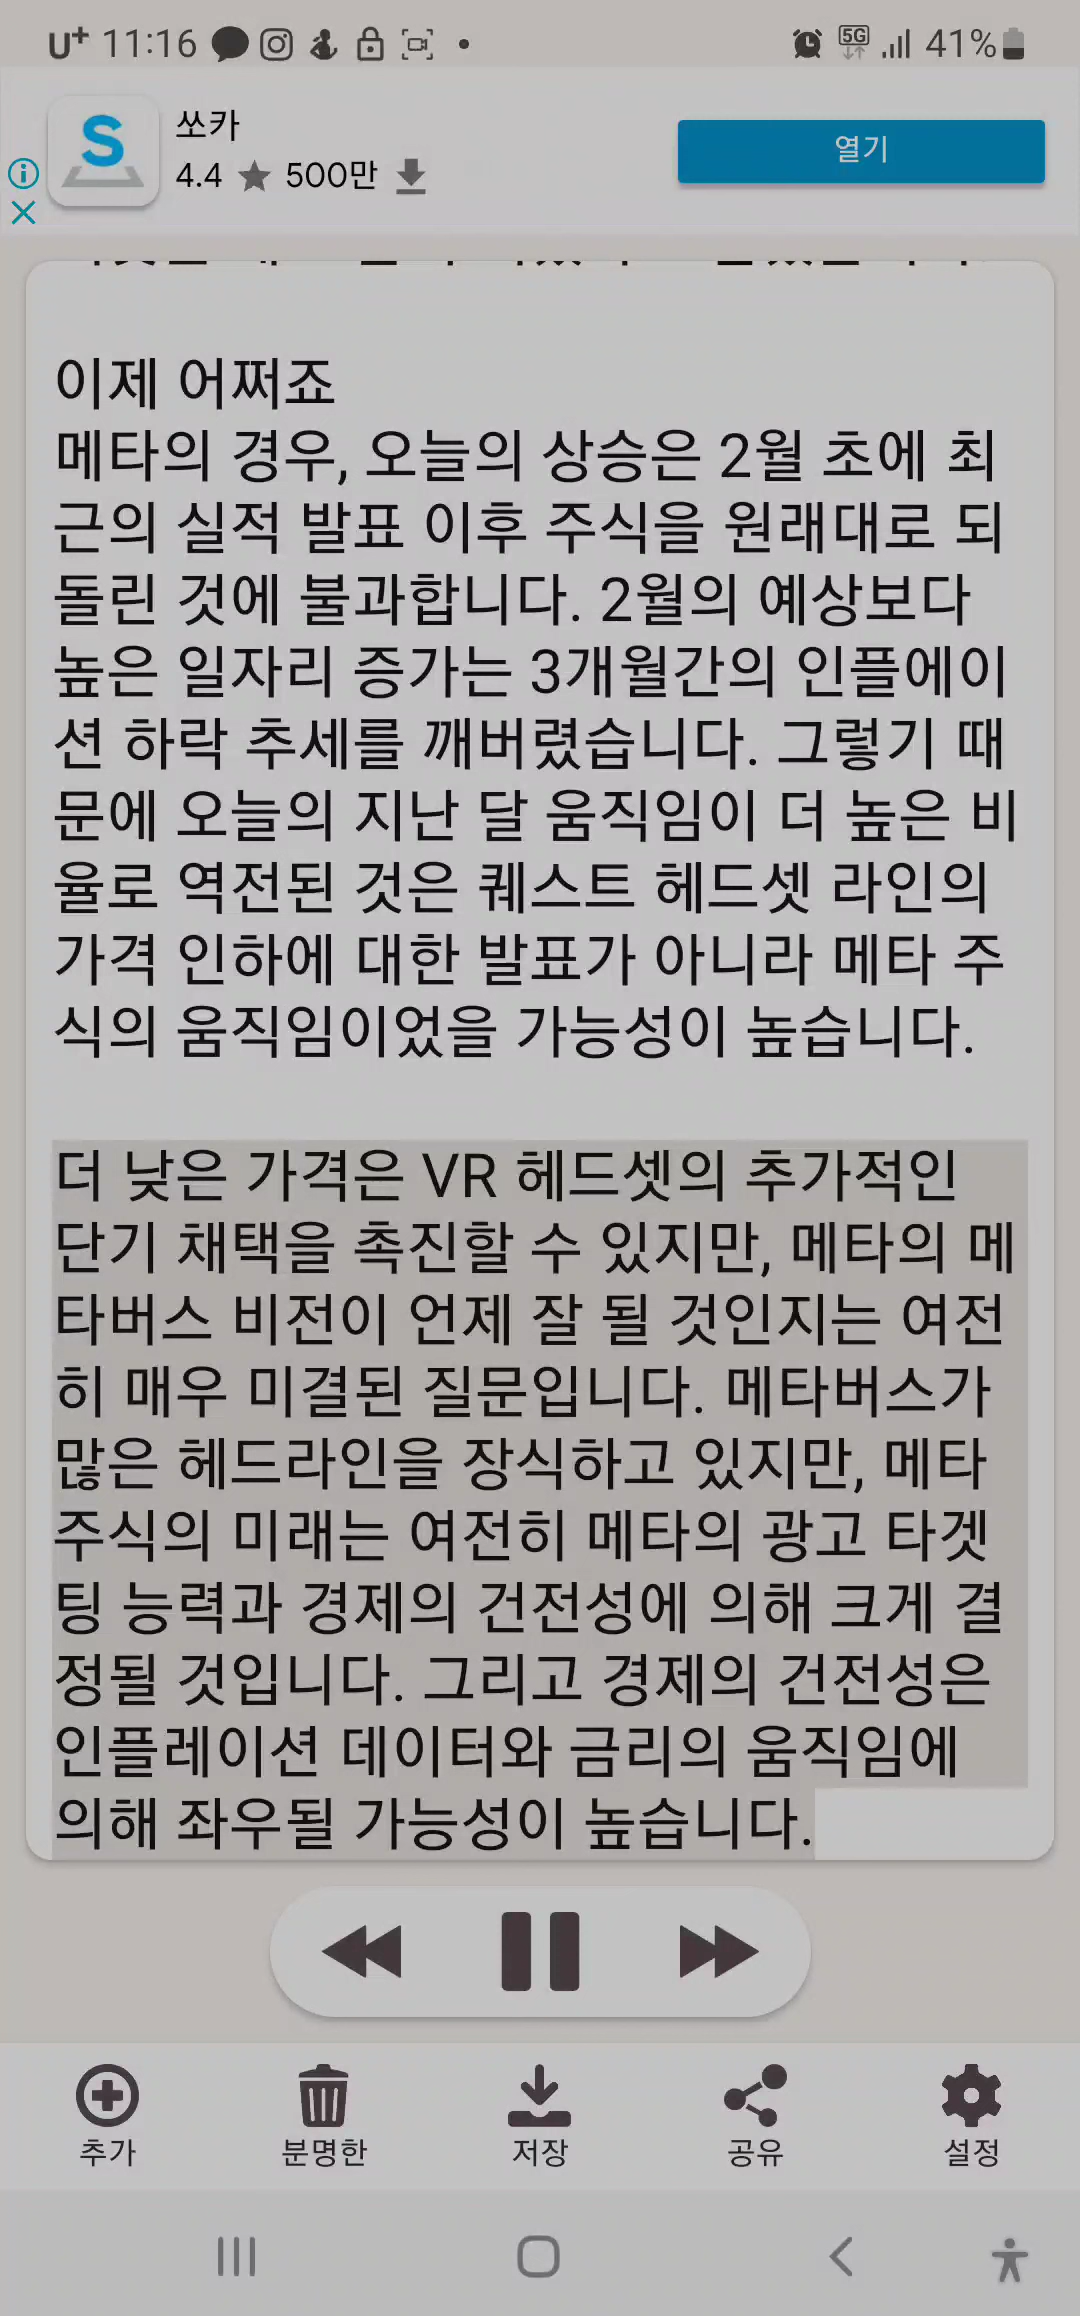 U+ 11:16 5G 41%
쏘카
4.4 ★ 500만
열기
이제 어쩌죠
메타의 경우, 오늘의 상승은 2월 초에 최
근의 실적 발표 이후 주식을 원래대로 되
돌린 것에 불과합니다. 2월의 예상보다
높은 일자리 증가는 3개월간의 인플에이
션 하락 추세를 깨버렸습니다. 그렇기 때
문에 오늘의 지난 달 움직임이 더 높은 비
율로 역전된 것은 퀘스트 헤드셋 라인의
가격 인하에 대한 발표가 아니라 메타 주
식의 움직임이었을 가능성이 높습니다.
더 낮은 가격은 VR 헤드셋의 추가적인
단기 채택을 촉진할 수 있지만, 메타의 메
타버스 비전이 언제 잘 될 것인지는 여전
히 매우 미결된 질문입니다. 메타버스가
많은 헤드라인을 장식하고 있지만, 메타
주식의 미래는 여전히 메타의 광고 타겟
팅 능력과 경제의 건전성에 의해 크게 결
정될 것입니다. 그리고 경제의 건전성은
인플레이션 데이터와 금리의 움직임에
의해 좌우될 가능성이 높습니다.
추가 분명한 저장 공유 설정